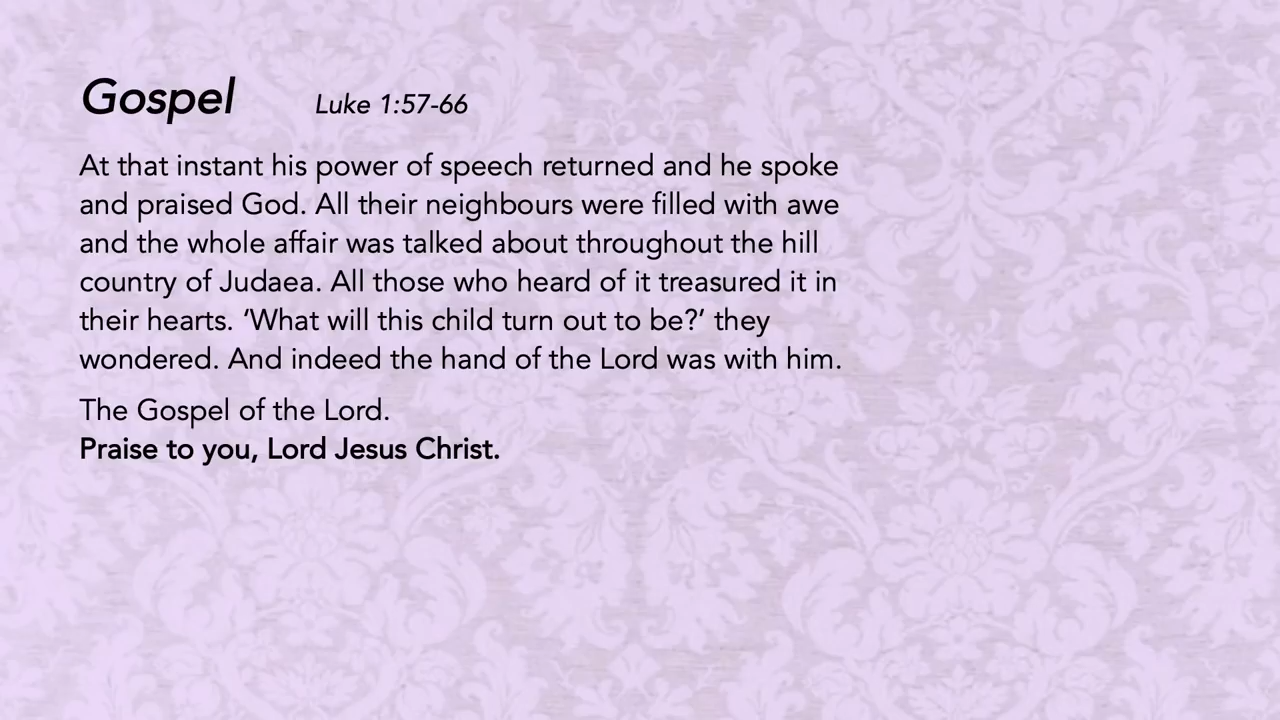 Gospel Luke 1:57-66
At that instant his power of speech returned and he spoke
and praised God. All their neighbours were filled with awe
and the whole affair was talked about throughout the hill
country of Judaea. All those who heard of it treasured it in
their hearts. ‘What will this child turn out to be?’ they
wondered. And indeed the hand of the Lord was with him.
The Gospel of the Lord.
Praise to you, Lord Jesus Christ.